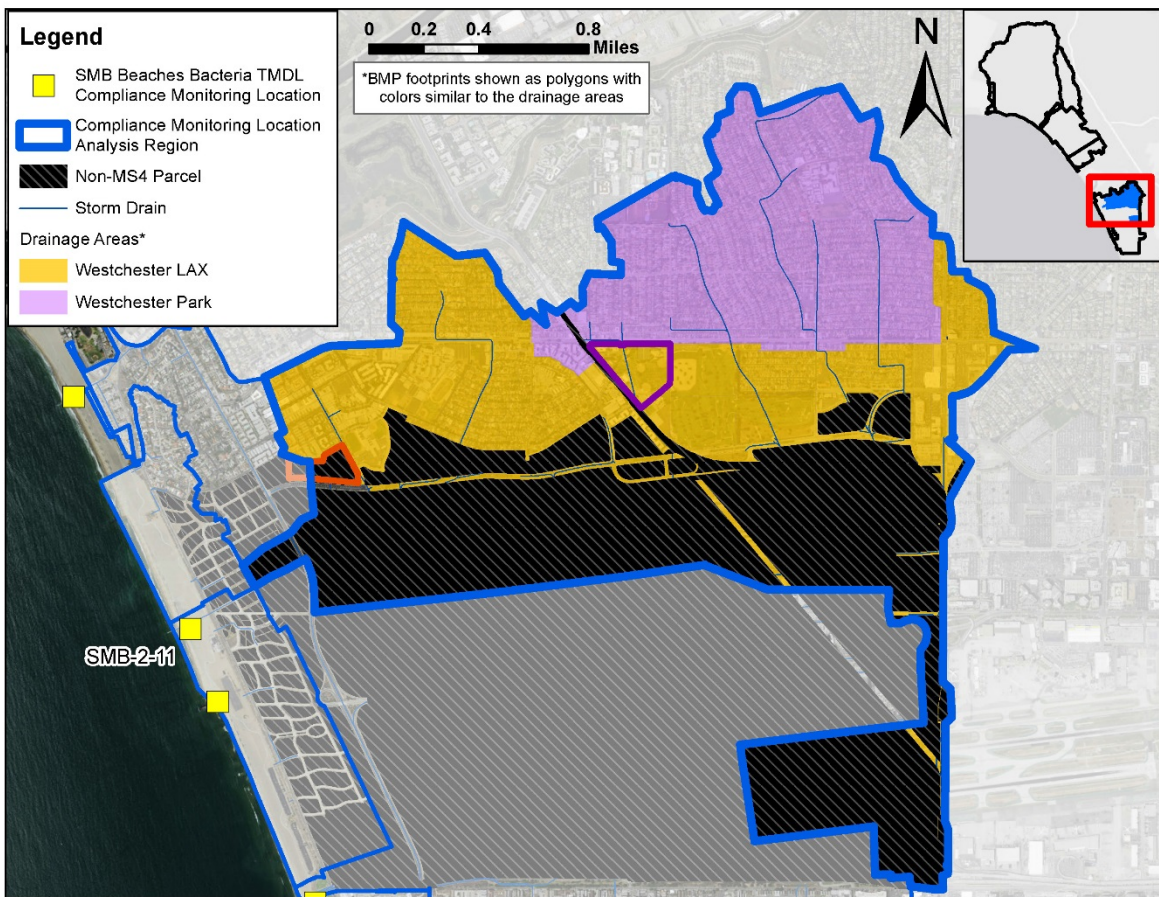 Legend
SMB Beaches Bacteria TMDL
Compliance Monitoring Location
Compliance Monitoring Location
Analysis Region
Non-MS4 Parcel
Storm Drain
Drainage Areas*
Westchester LAX
Westchester Park
0 0.2 0.4 0.8
Miles
*BMP footprints shown as polygons with
colors similar to the drainage areas
N
SMB-2-11